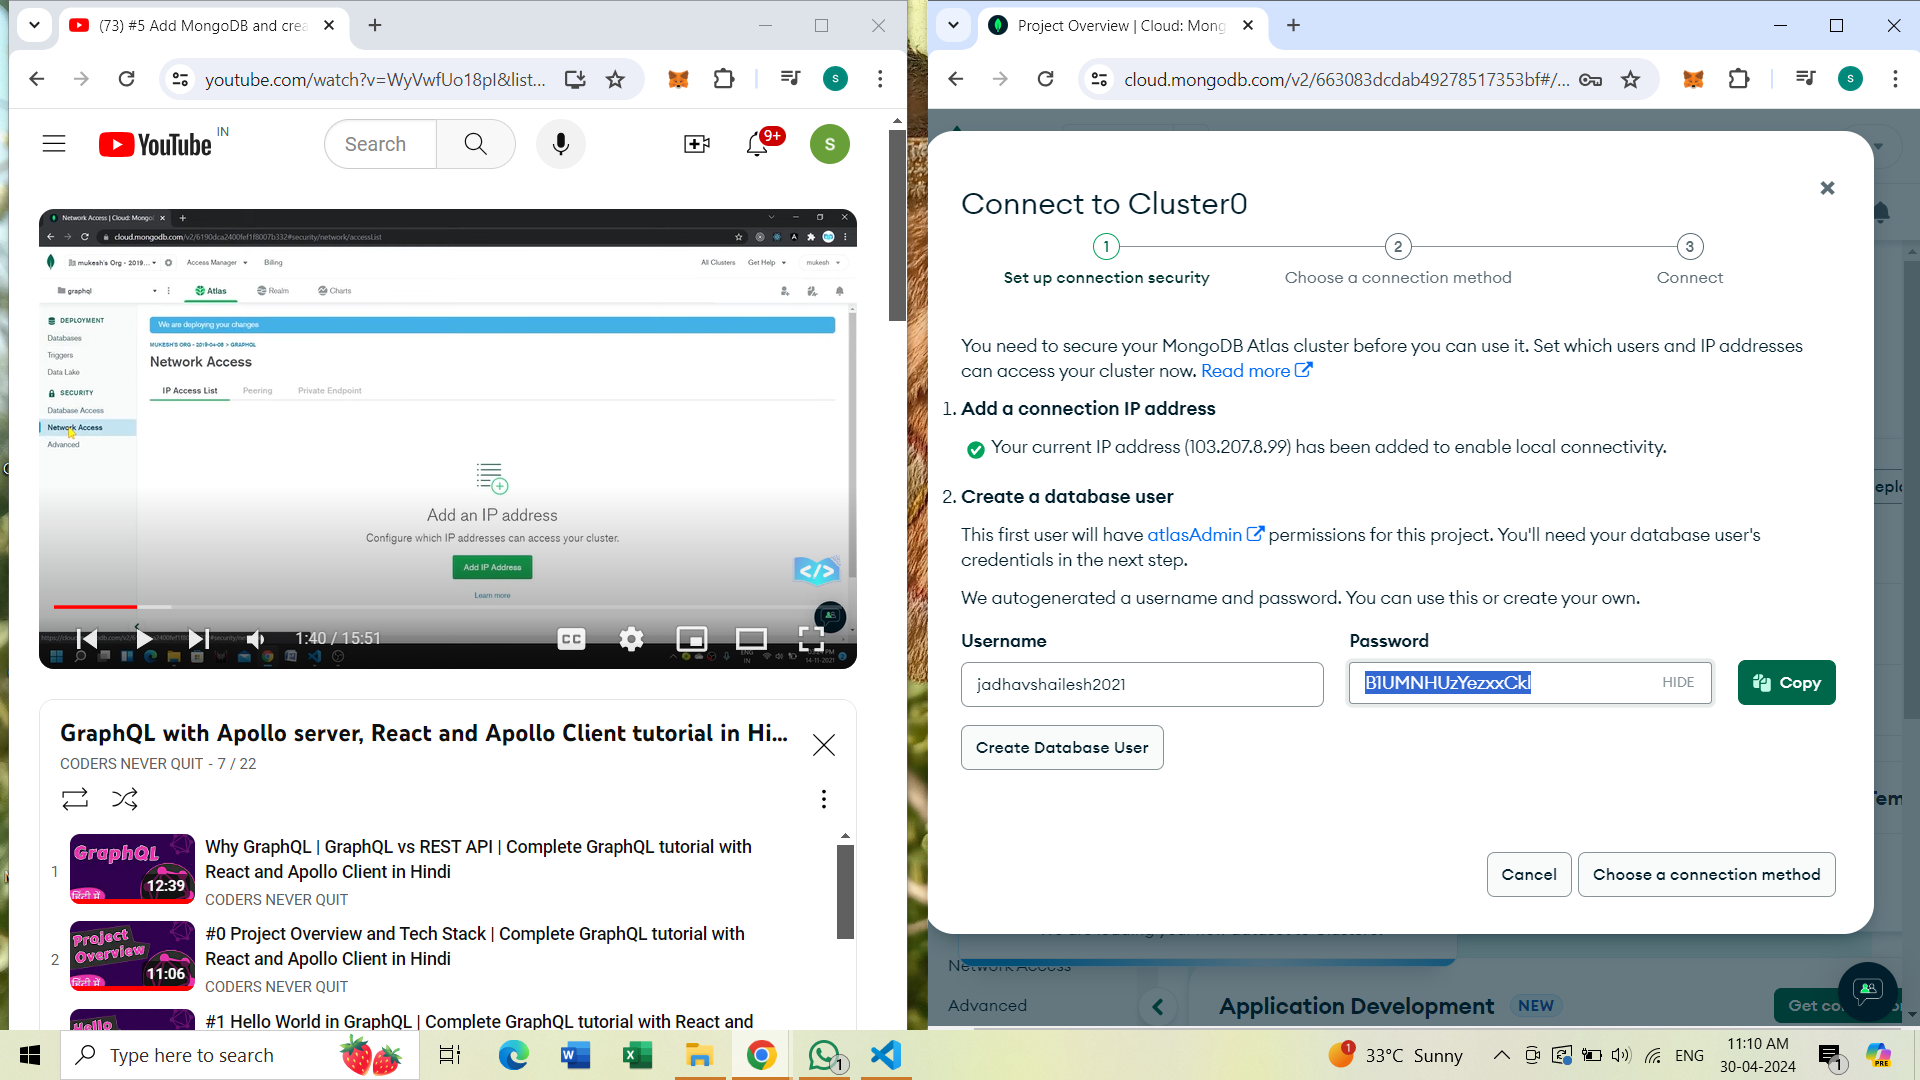 (73) #5 Add MongoDB and crea
youtube.com/watch?v=WyVwfUo18pI&list...
S
YouTube IN
Search
9+
S
Network Access | Cloud: Mongo
cloud.mongodb.com/v2/6190dca2400fef1f8007b332#security/network/accessList
mukesh's Org - 2019...
Access Manager
Billing
All Clusters
Get Help
mukesh
graphql
Atlas
Realm
Charts
DEPLOYMENT
Databases
Triggers
Data Lake
SECURITY
Database Access
Network Access
Advanced
We are deploying your changes
MUKESH'S ORG - 2019-04-08 > GRAPHQL
Network Access
IP Access List
Peering
Private Endpoint
Add an IP address
Configure which IP addresses can access your cluster.
Add IP Address
Learn more
1:40 / 15:51
CC
GraphQL with Apollo server, React and Apollo Client tutorial in Hi...
CODERS NEVER QUIT - 7 / 22
1
GraphQL
हिंदी में
12:39
Why GraphQL | GraphQL vs REST API | Complete GraphQL tutorial with
React and Apollo Client in Hindi
CODERS NEVER QUIT
2
Project
Overview
हिंदी में
11:06
#0 Project Overview and Tech Stack | Complete GraphQL tutorial with
React and Apollo Client in Hindi
CODERS NEVER QUIT
Hello
#1 Hello World in GraphQL | Complete GraphQL tutorial with React and
Project Overview | Cloud: Mong
cloud.mongodb.com/v2/663083dcdab49278517353bf#/...
S
Connect to Cluster0
1
2
3
Set up connection security
Choose a connection method
Connect
You need to secure your MongoDB Atlas cluster before you can use it. Set which users and IP addresses
can access your cluster now. Read more
1. Add a connection IP address
Your current IP address (103.207.8.99) has been added to enable local connectivity.
2. Create a database user
This first user will have atlasAdmin permissions for this project. You'll need your database user's
credentials in the next step.
We autogenerated a username and password. You can use this or create your own.
Username
Password
jadhavshailesh2021
B1UMNHUzYezxxCkl
HIDE
Copy
Create Database User
Cancel
Choose a connection method
Network Access
Advanced
Application Development
NEW
Type here to search
1
1
33°C Sunny
ENG
11:10 AM
30-04-2024
1
PRE